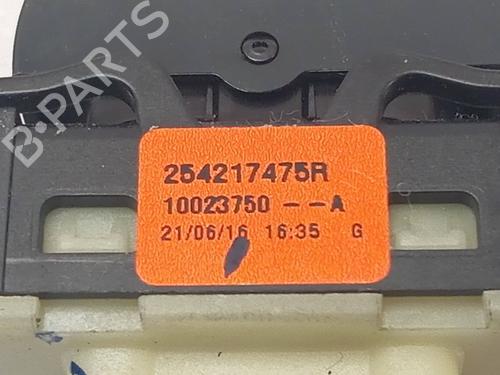 B-PARTS
254217475R
10023750 --A
21/06/16 16:35 G